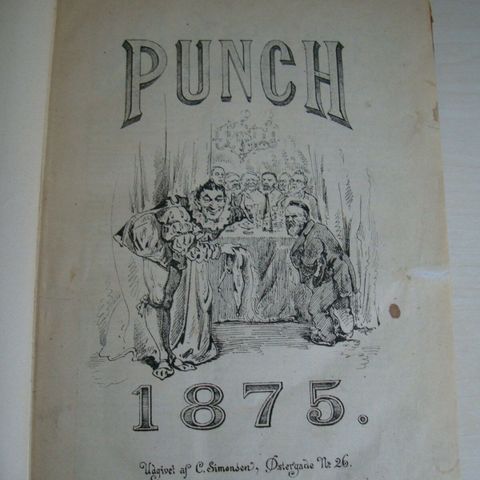 PUNCH
1875.
Udgivet af C. Simonsen, Østergade Nr 26.